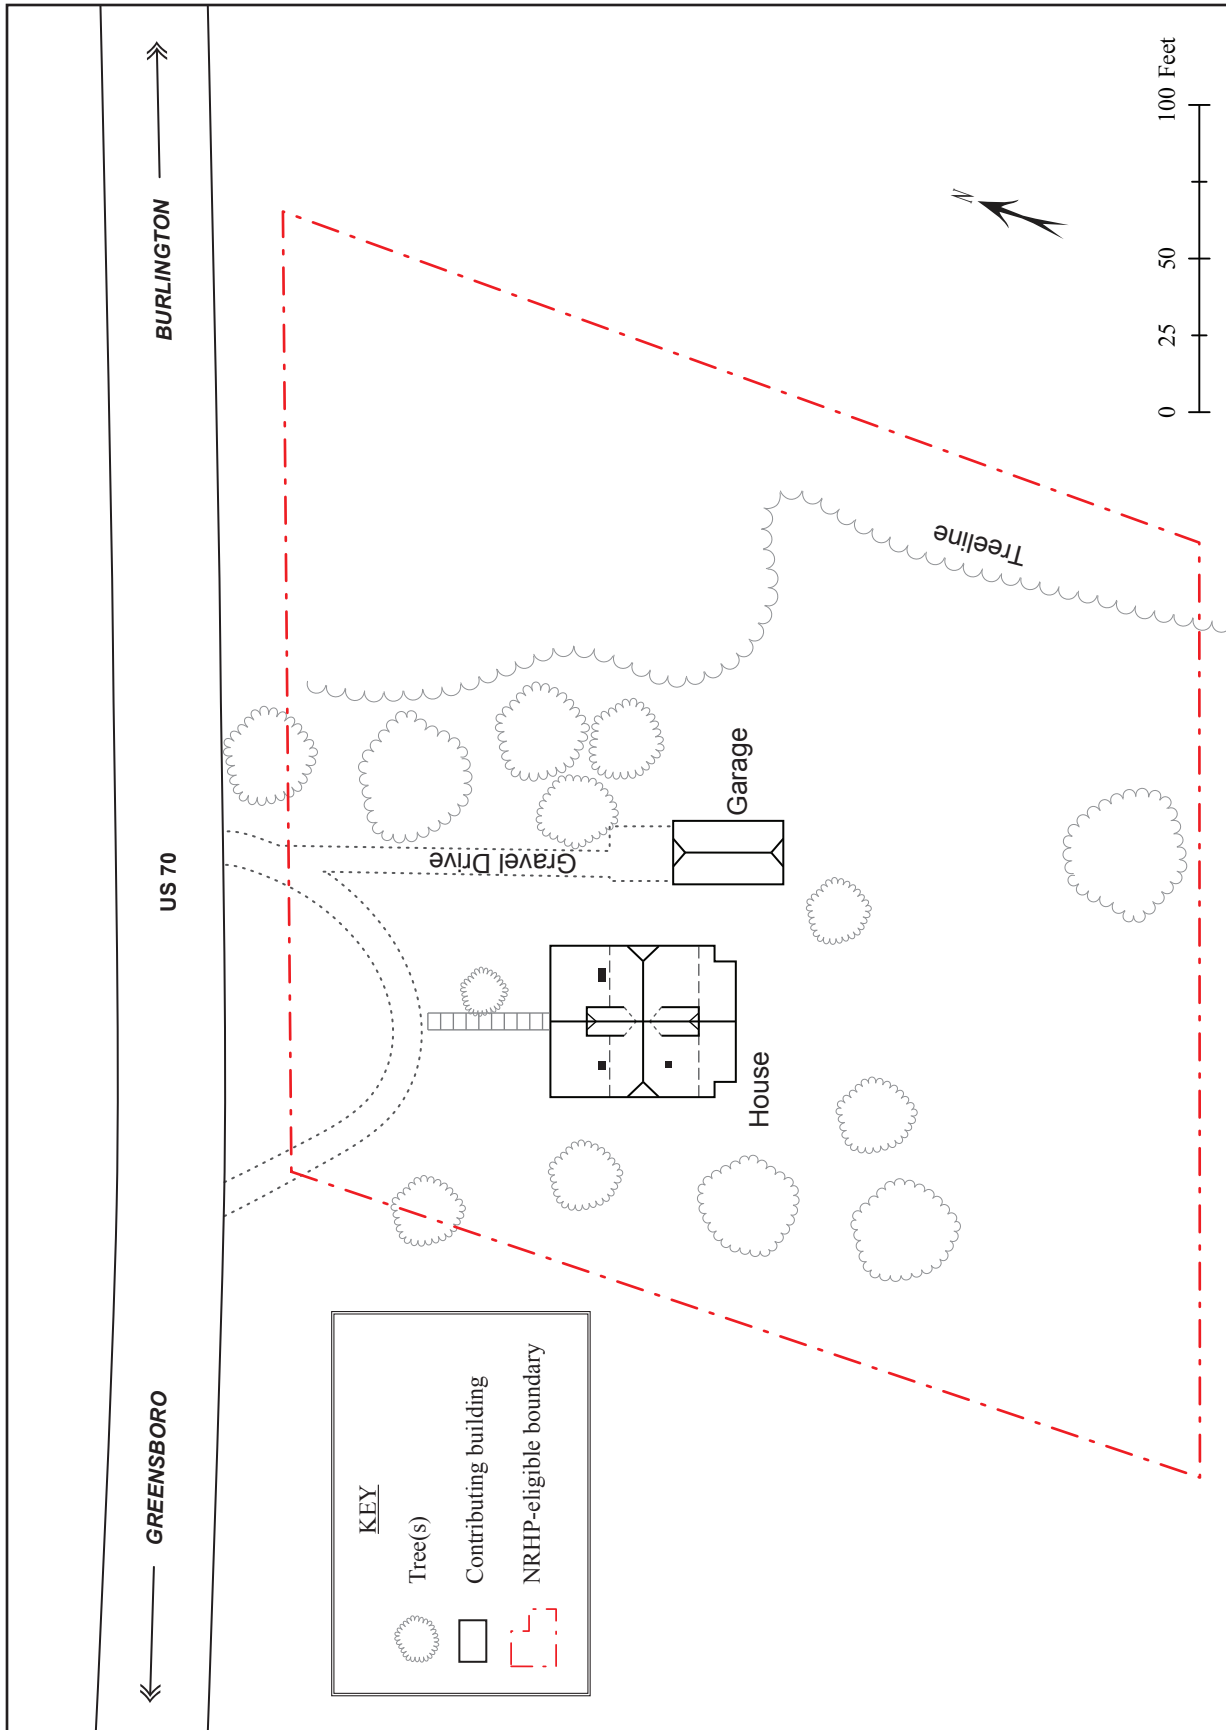 GREENSBORO
US 70
BURLINGTON
KEY
Tree(s)
Contributing building
NRHP-eligible boundary
Gravel Drive
House
Garage
Treeline
N
0 25 50 100 Feet